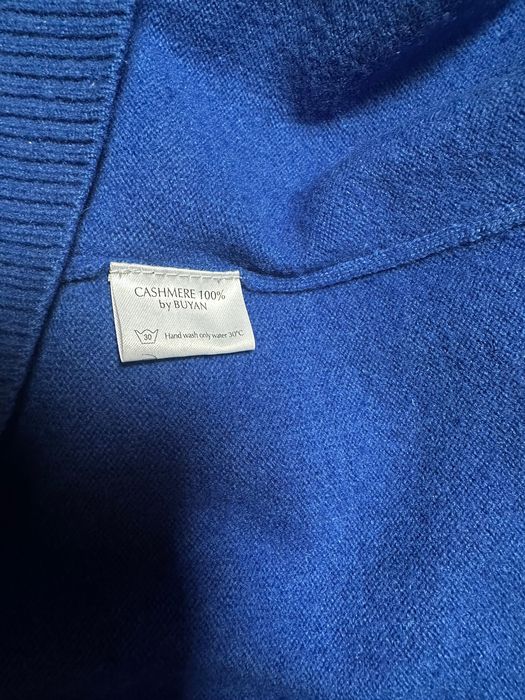 CASHMERE 100%
by BUYAN
30 Hand wash only water 30°C